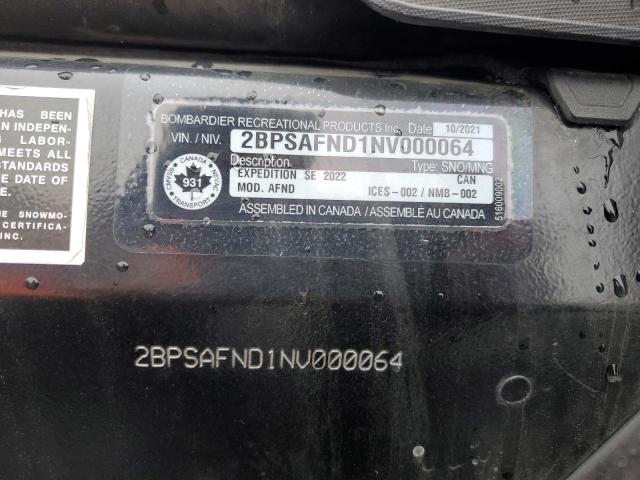 HAS BEEN
AN INDEPEN-
LABOR-
MEETS ALL
STANDARDS
E DATE OF
E.
HE SNOWMO-
CERTIFICA-
INC.
BOMBARDIER RECREATIONAL PRODUCTS Inc. Date 10/2021
VIN. / NIV. 2BPSAFND1NV000064
Description Type: SNO/MNG
EXPEDITION SE 2022 CAN
MOD. AFND ICES-002 / NMB-002
ASSEMBLED IN CANADA / ASSEMBLÉ AU CANADA
CANADA
931
TRANSPORT
516009002
2BPSAFND1NV000064